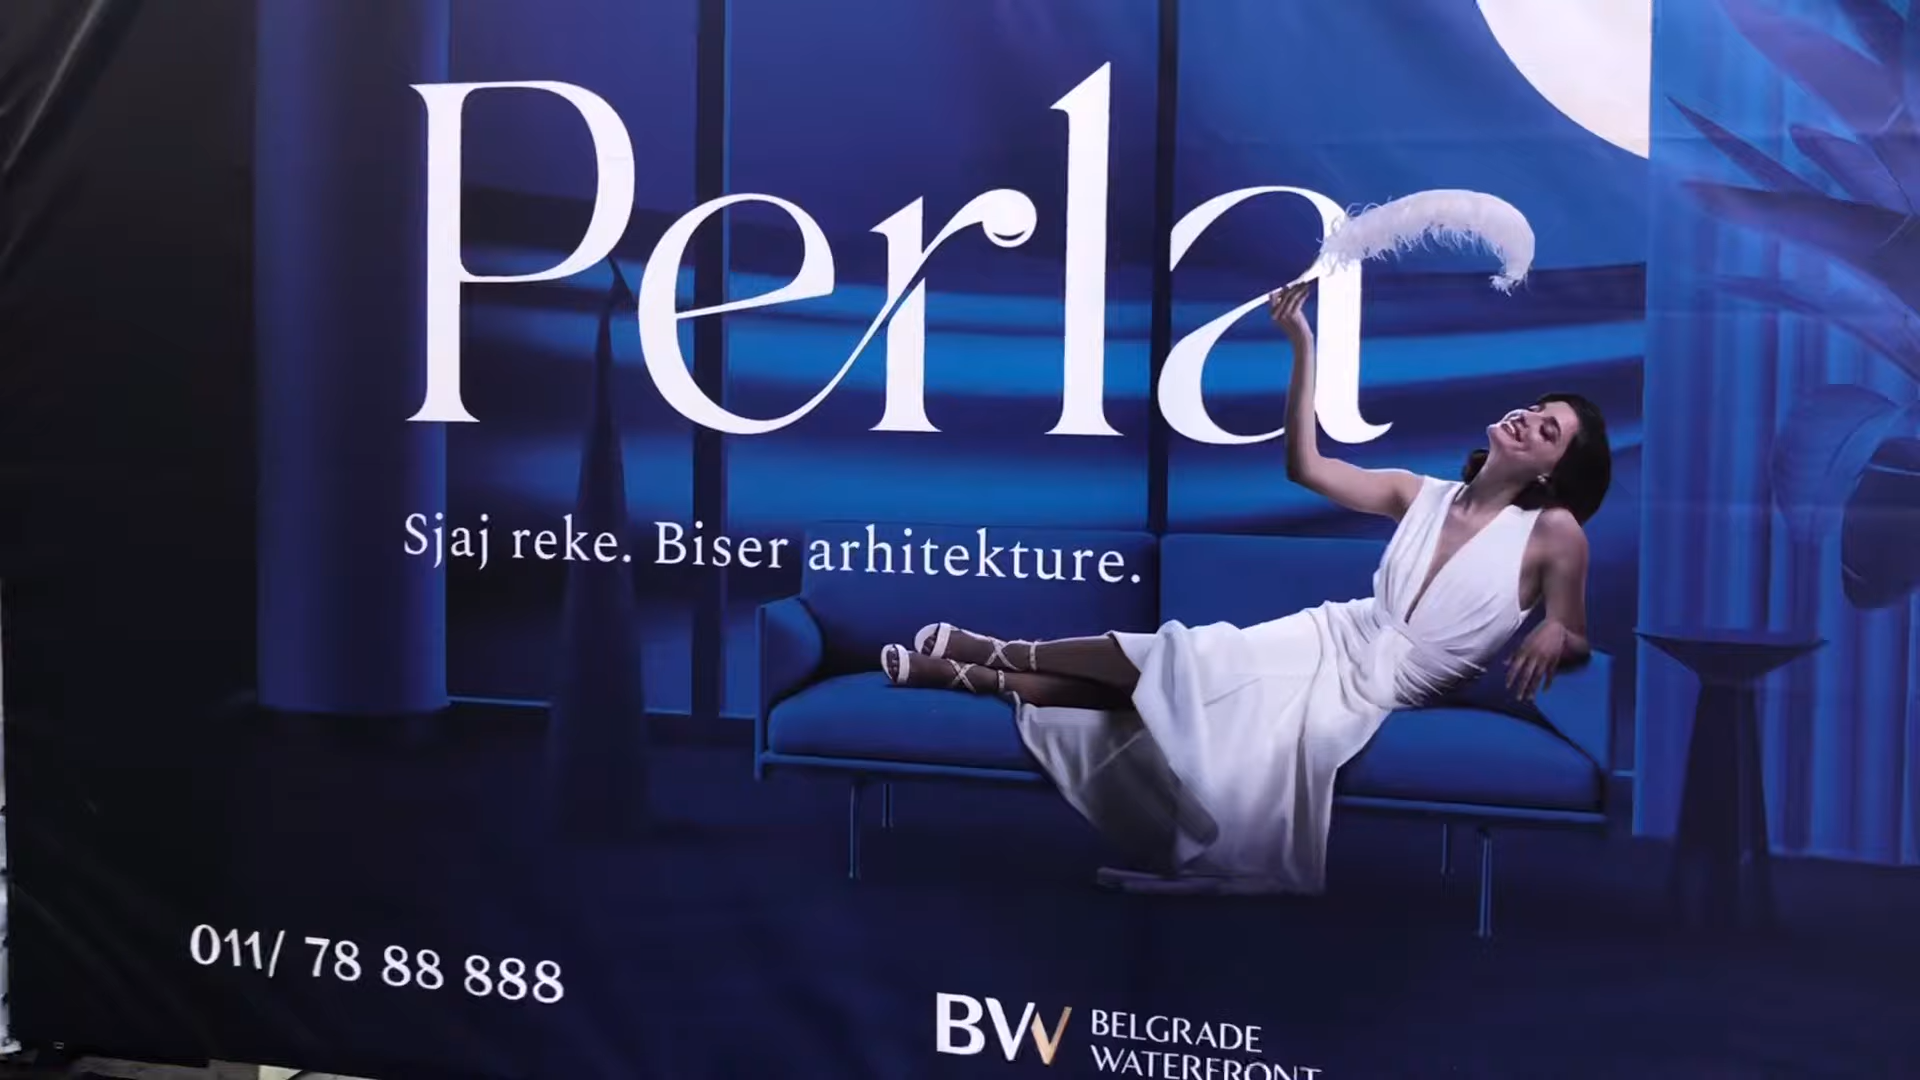 Perla
Sjaj reke. Biser arhitekture.
011/ 78 88 888
BW
BELGRADE
WATERFRONT